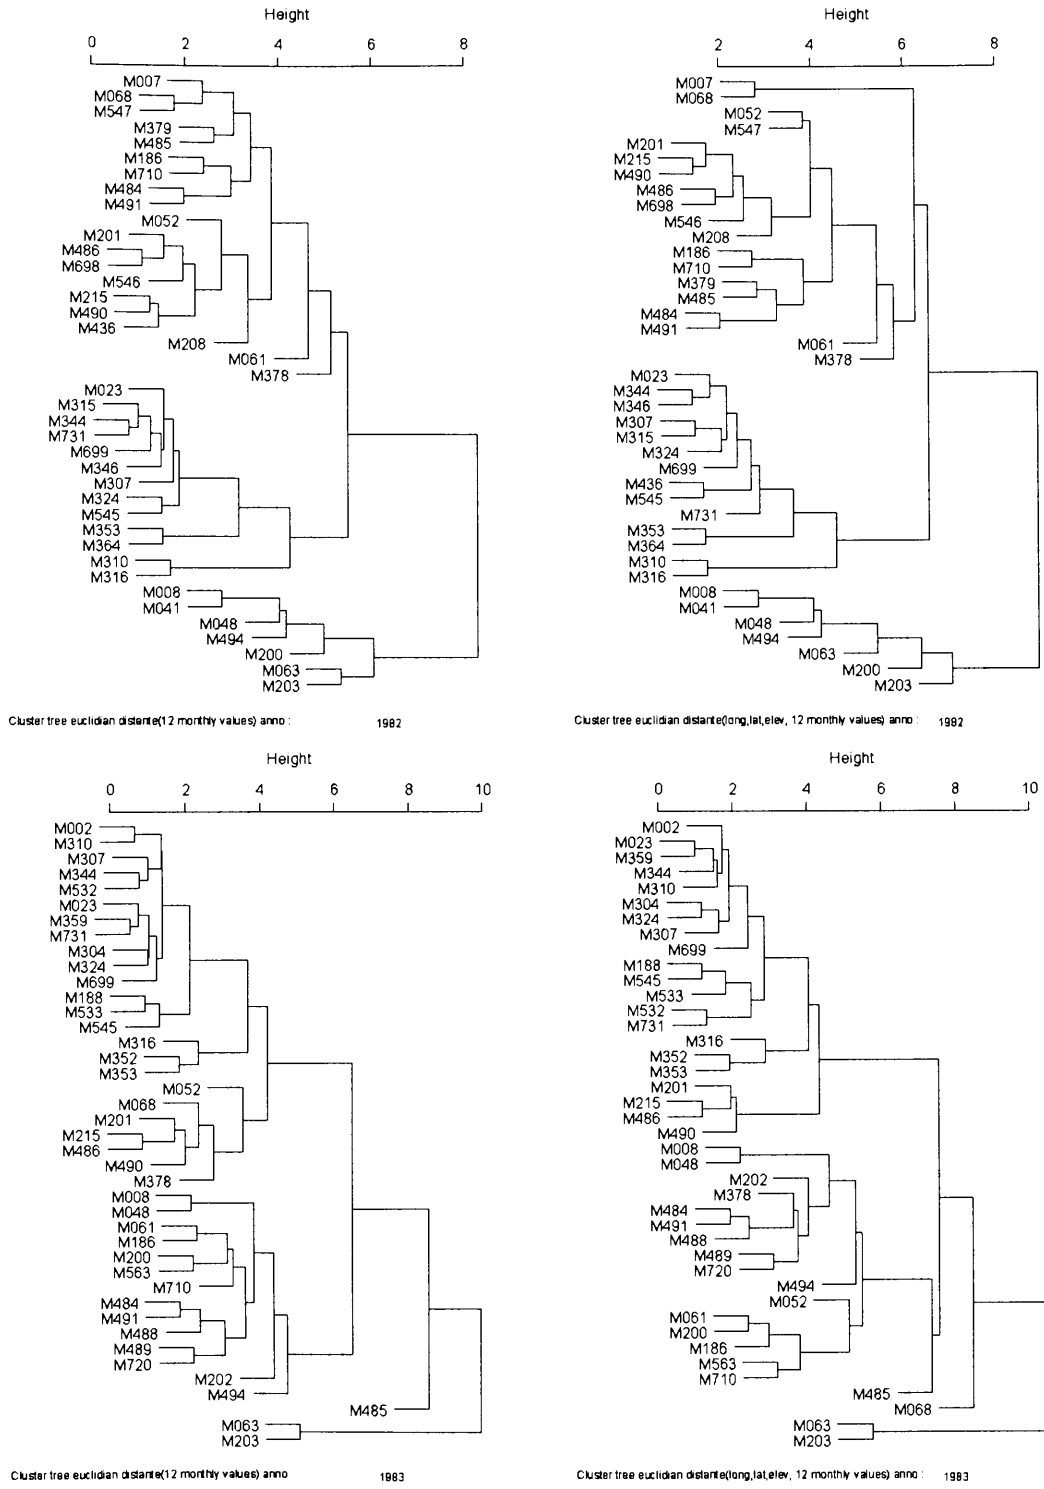 Height
0 2 4 6 8
M007
M068
M547
M379
M485
M186
M710
M484
M491
M052
M201
M486
M698
M546
M215
M490
M436
M208
M061
M378
M023
M315
M344
M731
M699
M346
M307
M324
M545
M353
M364
M310
M316
M008
M041
M048
M494
M200
M063
M203
Cluster tree euclidian distante(12 monthly values) anno : 1982
Height
2 4 6 8
M007
M068
M052
M547
M201
M215
M490
M486
M698
M546
M208
M186
M710
M379
M485
M484
M491
M061
M378
M023
M344
M346
M307
M315
M324
M699
M436
M545
M731
M353
M364
M310
M316
M008
M041
M048
M494
M063
M200
M203
Cluster tree euclidian distante(long,lat,elev, 12 monthly values) anno : 1982
Height
0 2 4 6 8 10
M002
M310
M307
M344
M532
M023
M359
M731
M304
M324
M699
M188
M533
M545
M316
M352
M353
M052
M068
M201
M215
M486
M490
M378
M008
M048
M061
M186
M200
M563
M710
M484
M491
M488
M489
M720
M202
M494
M485
M063
M203
Cluster tree euclidian distante(12 monthly values) anno 1983
Height
0 2 4 6 8 10
M002
M023
M359
M344
M310
M304
M324
M307
M699
M188
M545
M533
M532
M731
M316
M352
M353
M201
M215
M486
M490
M008
M048
M202
M378
M484
M491
M488
M489
M720
M494
M052
M061
M200
M186
M563
M710
M485
M068
M063
M203
Cluster tree euclidian distante(long,lat,elev, 12 monthly values) anno : 1983